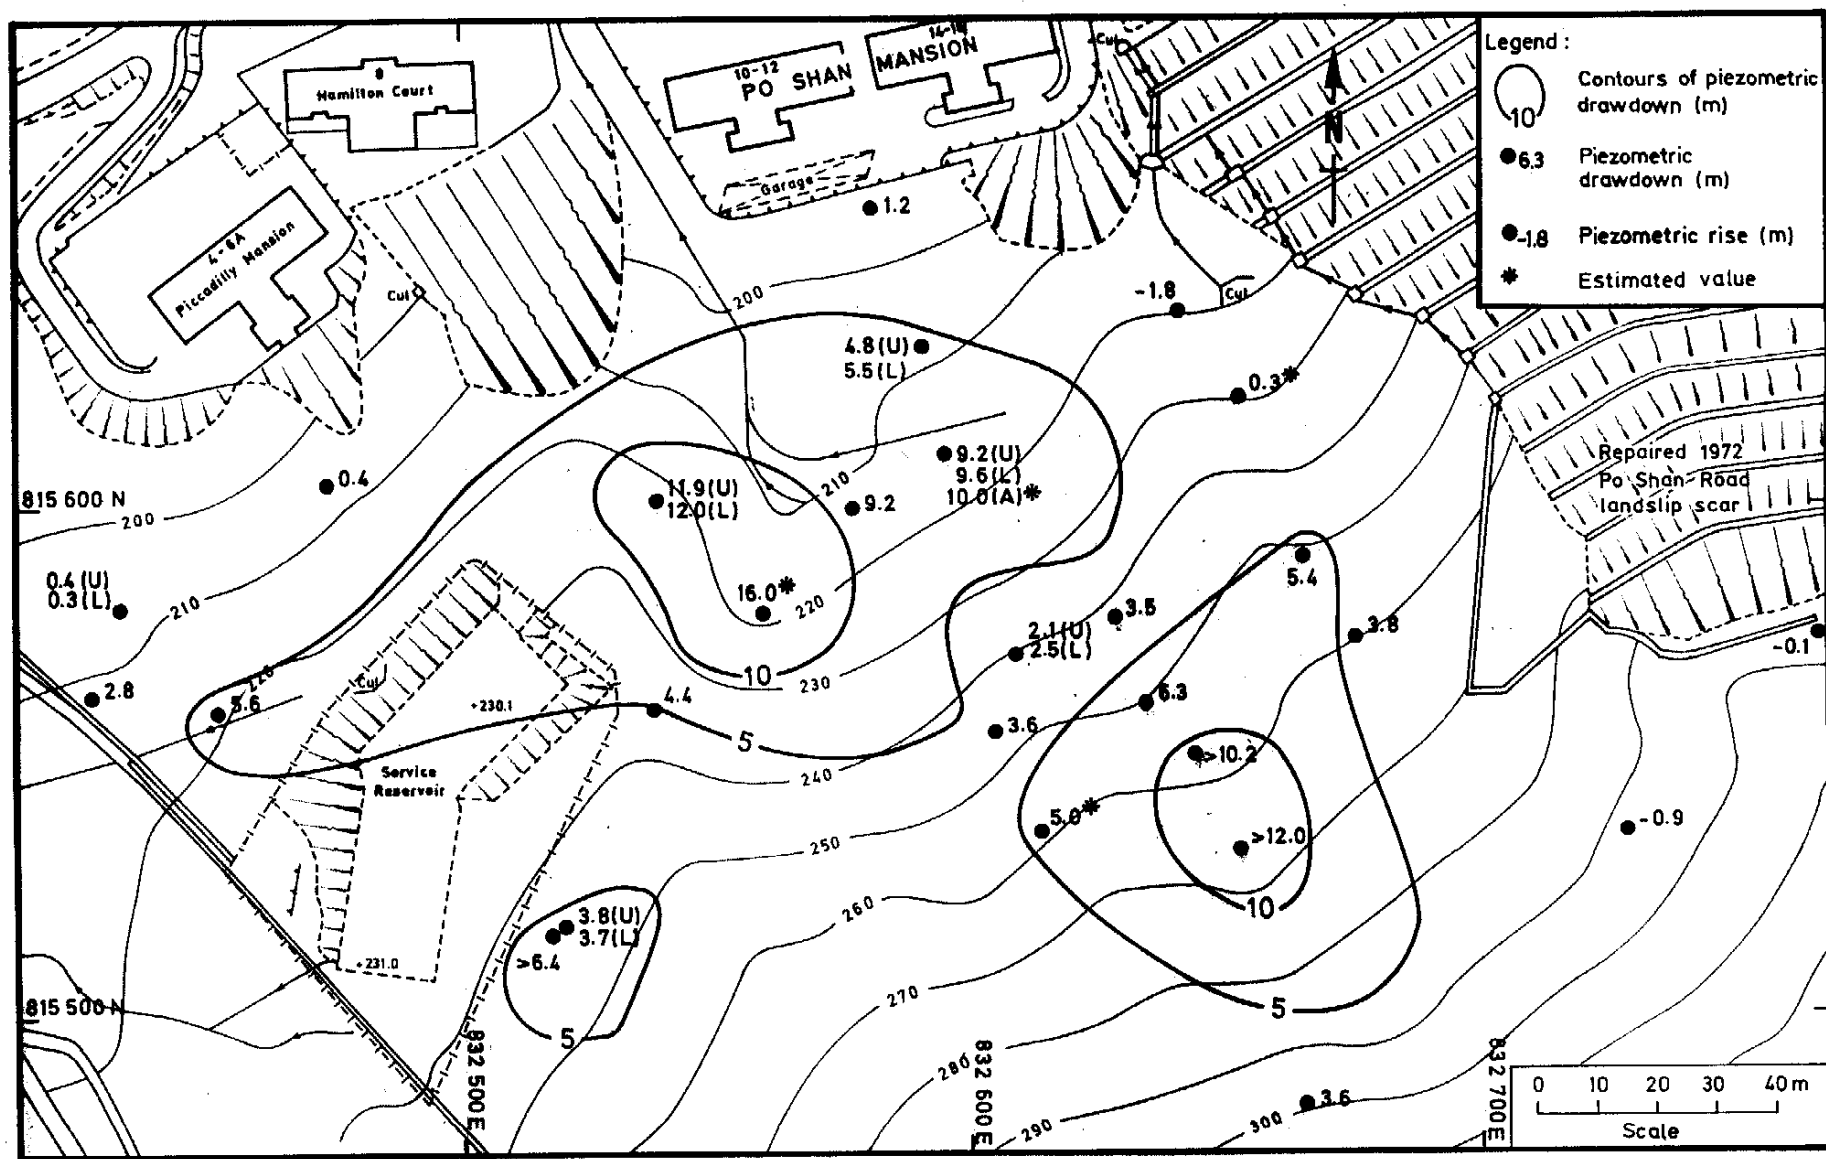 Legend :
10
Contours of piezometric
drawdown (m)
6.3
Piezometric
drawdown (m)
-1.8
Piezometric rise (m)
*
Estimated value
N
8
Hamilton Court
10-12
PO SHAN
MANSION
Garage
4-6A
Piccadilly Mansion
Cul
Cul
Cul
Cul
1.2
200
-1.8
4.8(U)
5.5(L)
0.3*
9.2(U)
9.6(L)
10.0(A)*
0.4
11.9(U)
12.0(L)
210
9.2
Repaired 1972
Po Shan Road
landslip scar
815 600 N
200
0.4(U)
0.3(L)
210
16.0*
220
5.4
3.5
2.1(U)
2.5(L)
3.8
-0.1
220
10
230
2.8
5.6
+230.1
4.4
3.6
6.3
5
>10.2
Service
Reservoir
240
5.0*
>12.0
-0.9
250
260
10
3.8(U)
3.7(L)
>6.4
+231.0
270
5
815 500 N
5
832 500 E
832 600 E
832 700 E
280
290
300
3.6
0 10 20 30 40 m
Scale